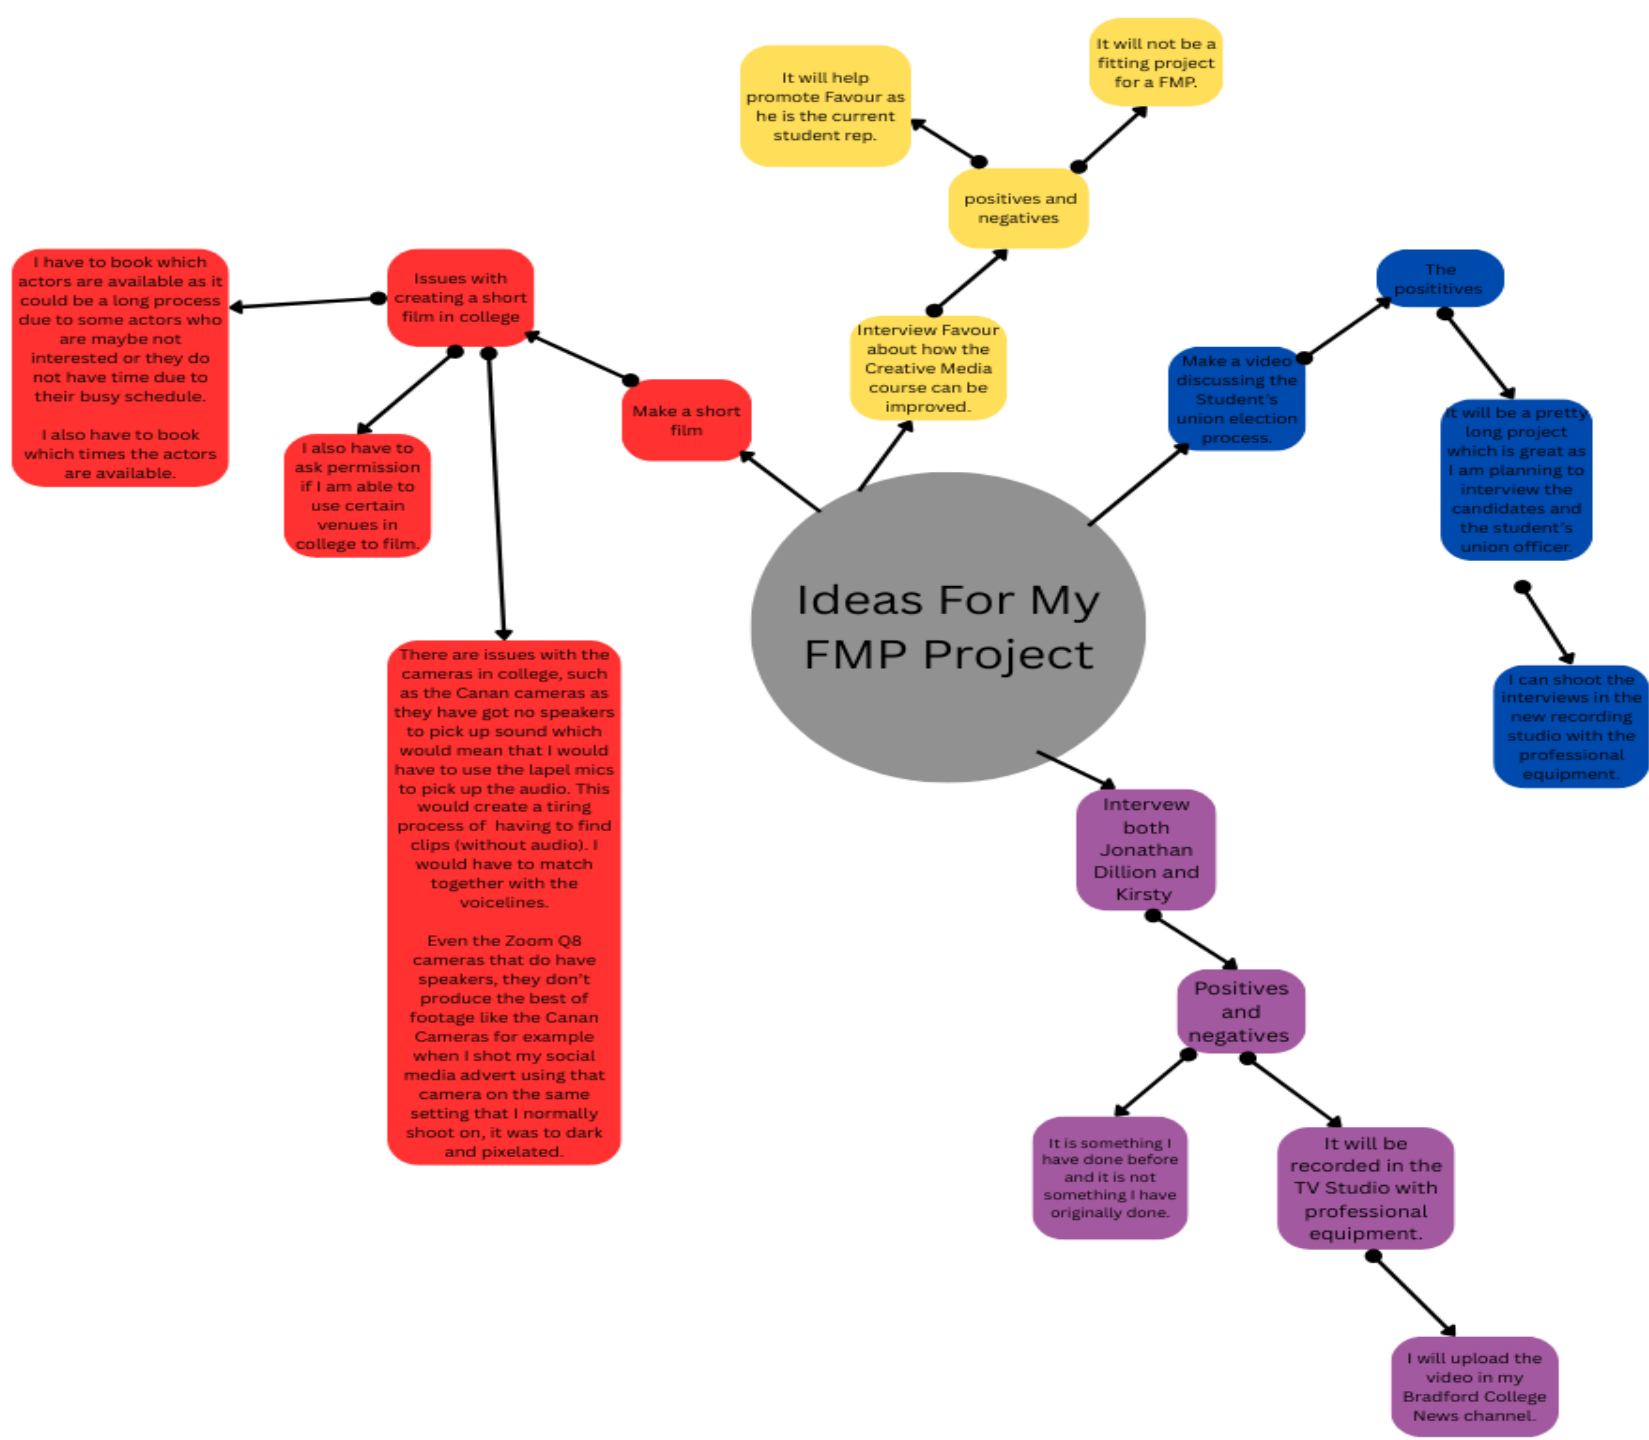 Ideas For My
FMP Project
Make a short
film
Issues with
creating a short
film in college
I have to book which
actors are available as it
could be a long process
due to some actors who
are maybe not
interested or they do
not have time due to
their busy schedule.
I also have to book
which times the actors
are available.
I also have to
ask permission
if I am able to
use certain
venues in
college to film.
There are issues with the
cameras in college, such
as the Canan cameras as
they have got no speakers
to pick up sound which
would mean that I would
have to use the lapel mics
to pick up the audio. This
would create a tiring
process of having to find
clips (without audio). I
would have to match
together with the
voicelines.
Even the Zoom Q8
cameras that do have
speakers, they don't
produce the best of
footage like the Canan
Cameras for example
when I shot my social
media advert using that
camera on the same
setting that I normally
shoot on, it was to dark
and pixelated.
Interview Favour
about how the
Creative Media
course can be
improved.
positives and
negatives
It will help
promote Favour as
he is the current
student rep.
It will not be a
fitting project
for a FMP.
Make a video
discussing the
Student's
union election
process.
The
posititives
It will be a pretty
long project
which is great as
I am planning to
interview the
candidates and
the student's
union officer.
I can shoot the
interviews in the
new recording
studio with the
professional
equipment.
Intervew
both
Jonathan
Dillion and
Kirsty
Positives
and
negatives
It is something I
have done before
and it is not
something I have
originally done.
It will be
recorded in the
TV Studio with
professional
equipment.
I will upload the
video in my
Bradford College
News channel.